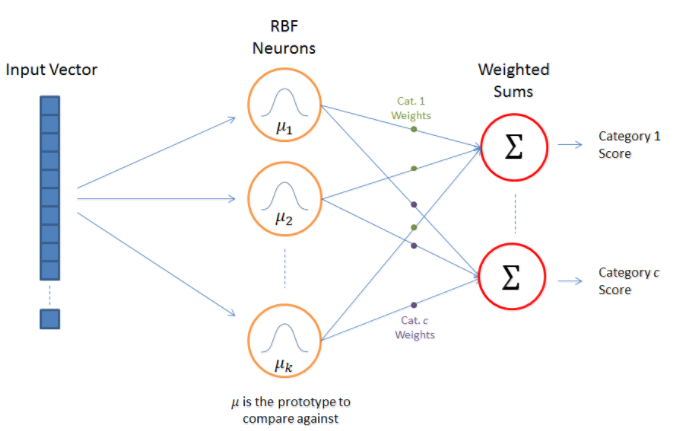 RBF
Neurons
Input Vector
Weighted
Sums
Cat. 1
Weights
μ1
Σ
Category 1
Score
μ2
Σ
Category c
Score
Cat. c
Weights
μk
μ is the prototype to
compare against